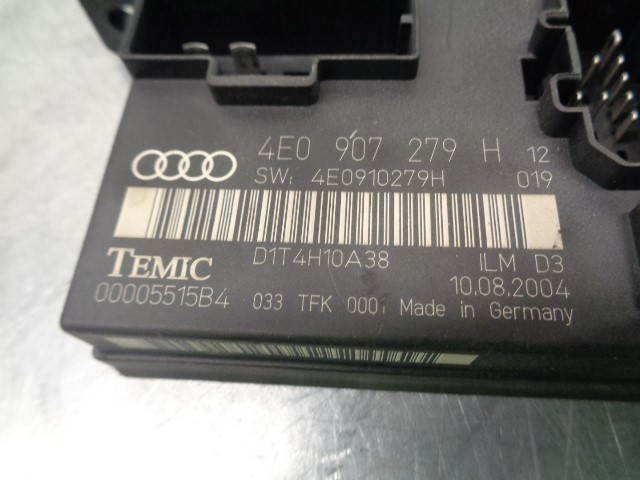 4E0 907 279 H 12
SW: 4E0910279H 019
D1T4H10A38 ILM D3
TEMIC 10.08.2004
00005515B4 033 TFK 0001 Made in Germany